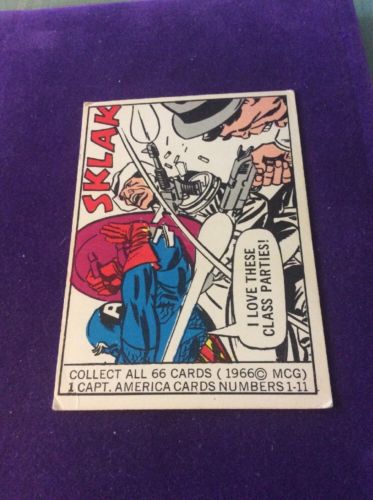 SKLAK
I LOVE THESE
CLASS PARTIES!
A
COLLECT ALL 66 CARDS ( 1966© MCG)
1 CAPT. AMERICA CARDS NUMBERS 1-11